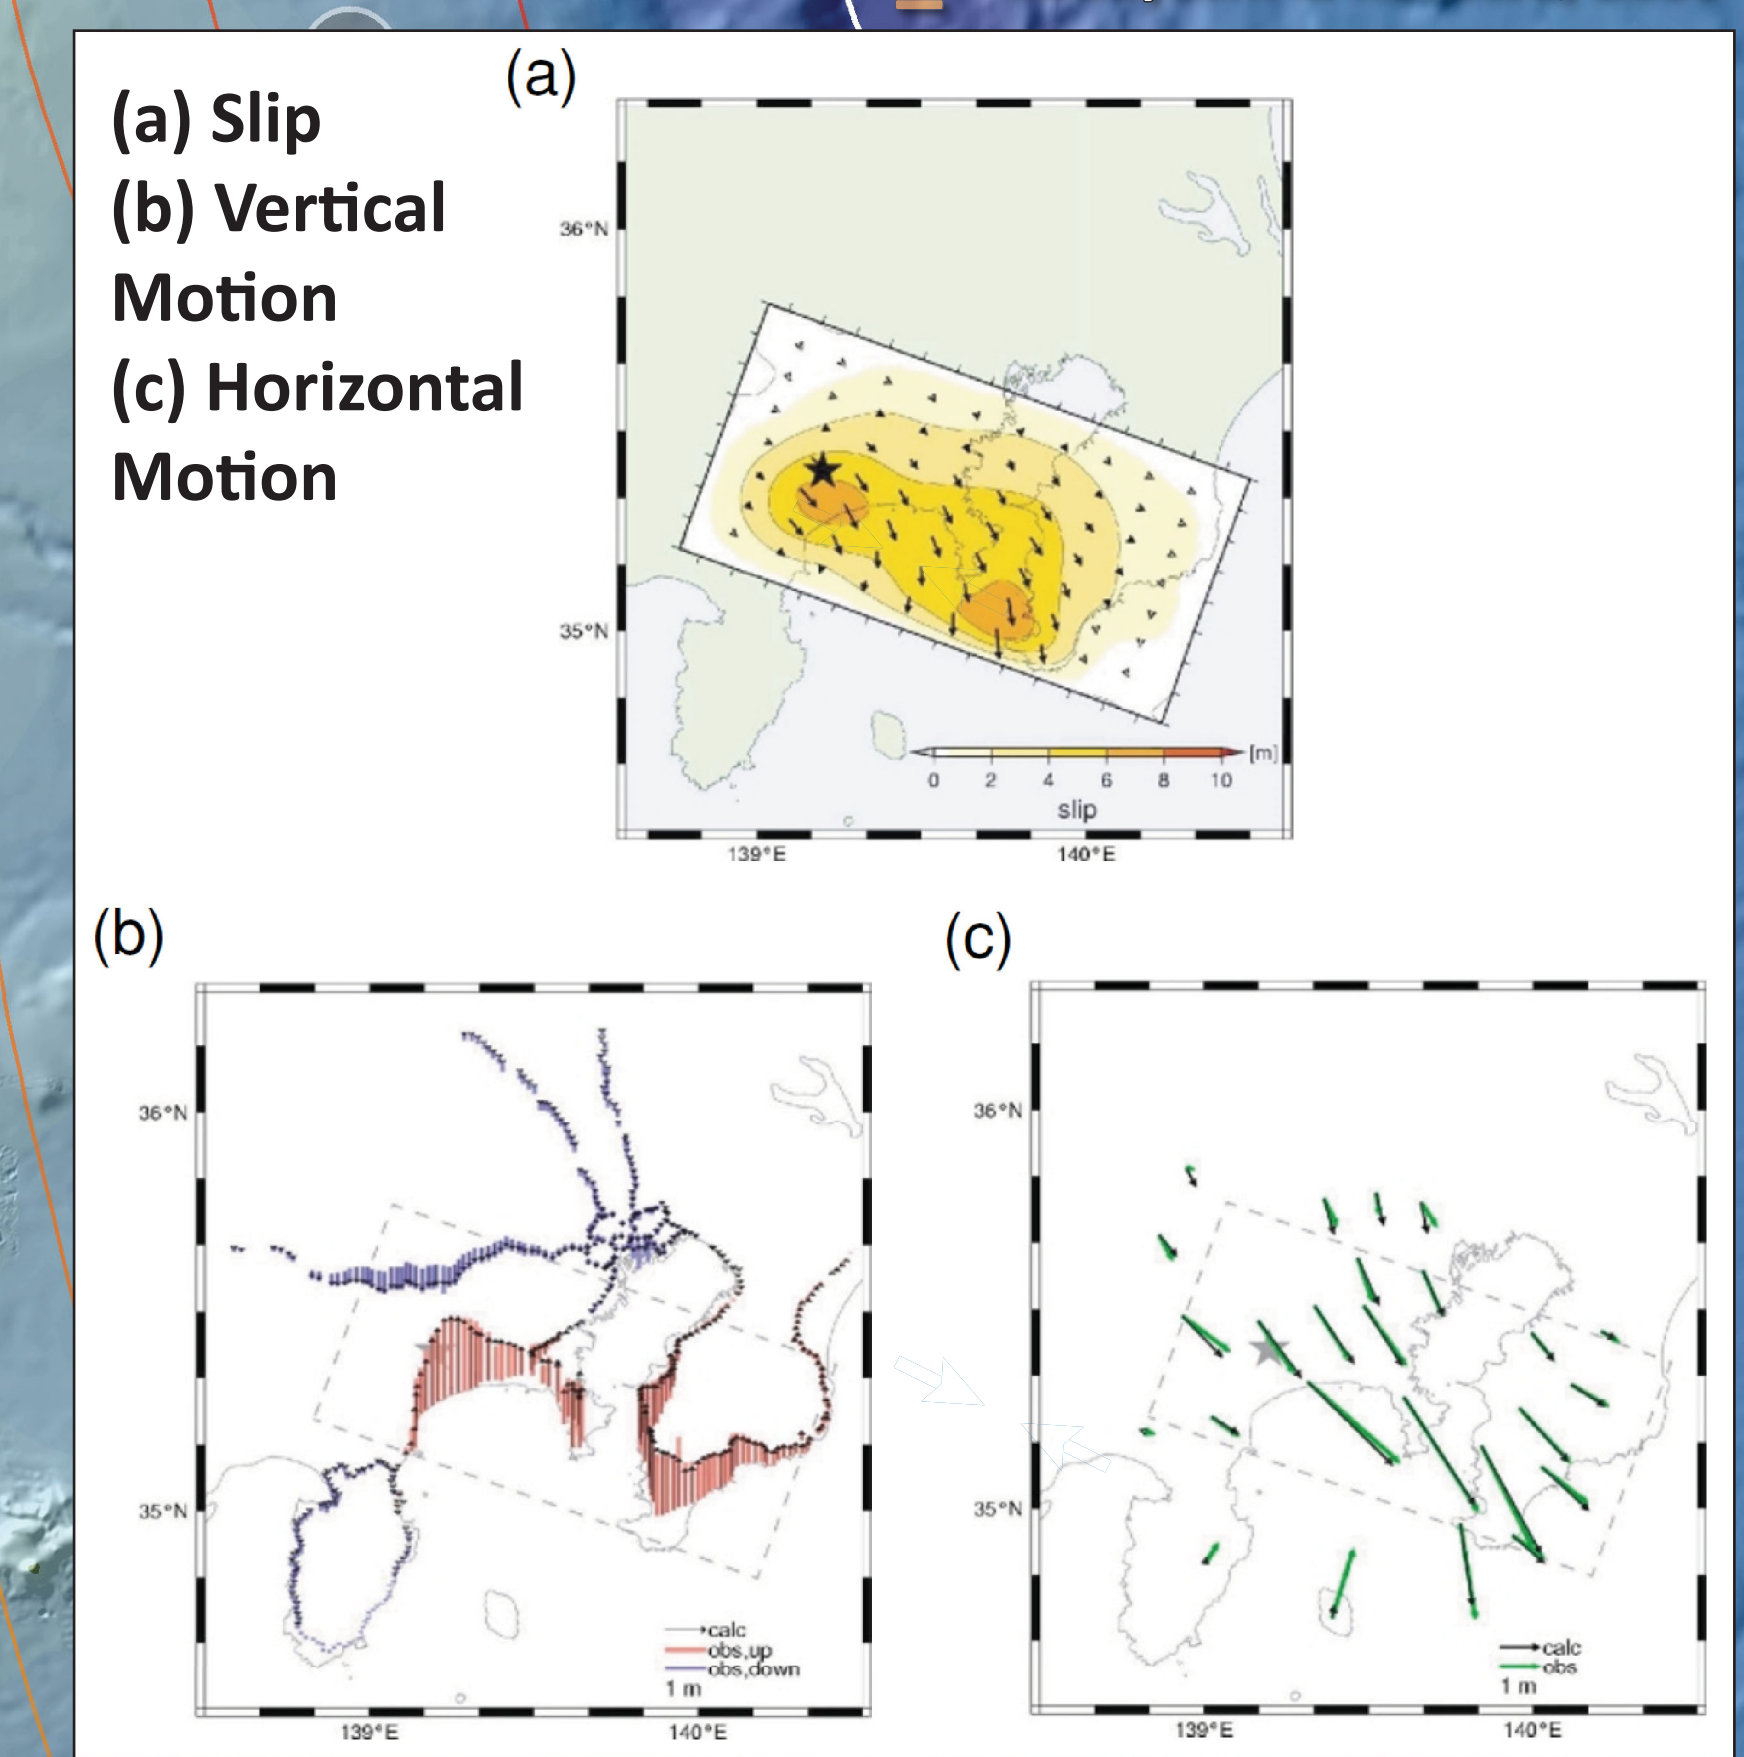 (a) Slip
(b) Vertical
Motion
(c) Horizontal
Motion
(a)
36°N
35°N
[m]
0 2 4 6 8 10
slip
139°E 140°E
(b)
36°N
35°N
calc
obs,up
obs,down
1 m
139°E 140°E
(c)
36°N
35°N
calc
obs
1 m
139°E 140°E